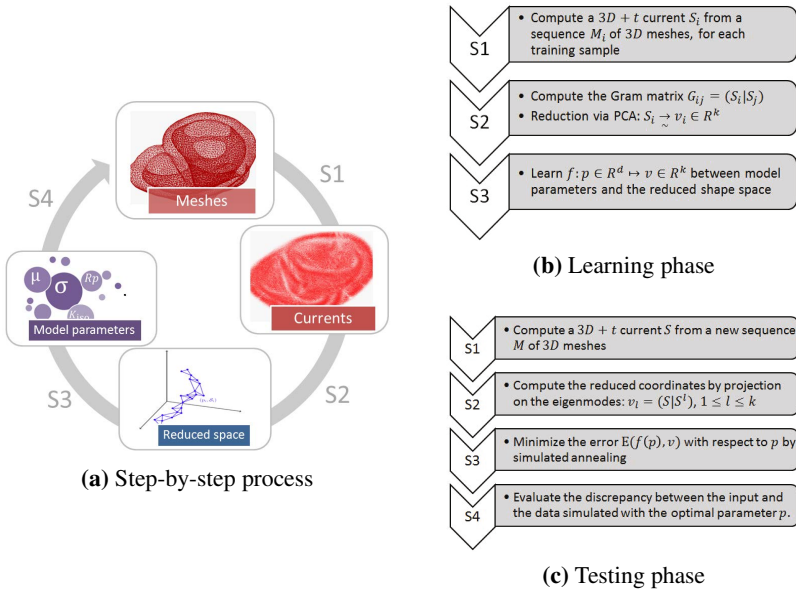 S1
S4
Meshes
μ
σ
Rp
Model parameters
Currents
S3
S2
Reduced space
(a) Step-by-step process
S1
• Compute a 3D + t current S_i from a
sequence M_i of 3D meshes, for each
training sample
S2
• Compute the Gram matrix G_{ij} = (S_i|S_j)
• Reduction via PCA: S_i →~ v_i ∈ R^k
S3
• Learn f: p ∈ R^d ↦ v ∈ R^k between model
parameters and the reduced shape space
(b) Learning phase
S1
• Compute a 3D + t current S from a new sequence
M of 3D meshes
S2
• Compute the reduced coordinates by projection
on the eigenmodes: v_l = (S|S^l), 1 ≤ l ≤ k
S3
• Minimize the error E(f(p), v) with respect to p by
simulated annealing
S4
• Evaluate the discrepancy between the input and
the data simulated with the optimal parameter p.
(c) Testing phase